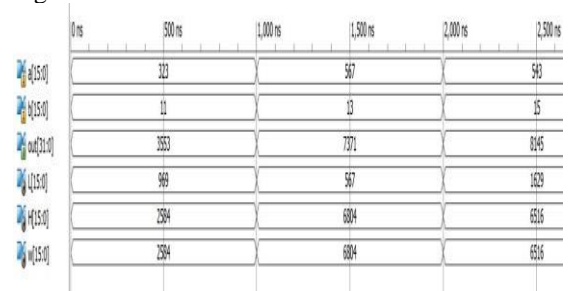 0 ns 500 ns 1,000 ns 1,500 ns 2,000 ns 2,500 ns
a[15:0] 323 567 543
b[15:0] 11 13 15
out[31:0] 3553 7371 8145
L[15:0] 969 567 1629
H[15:0] 2584 6804 6516
w[15:0] 2584 6804 6516